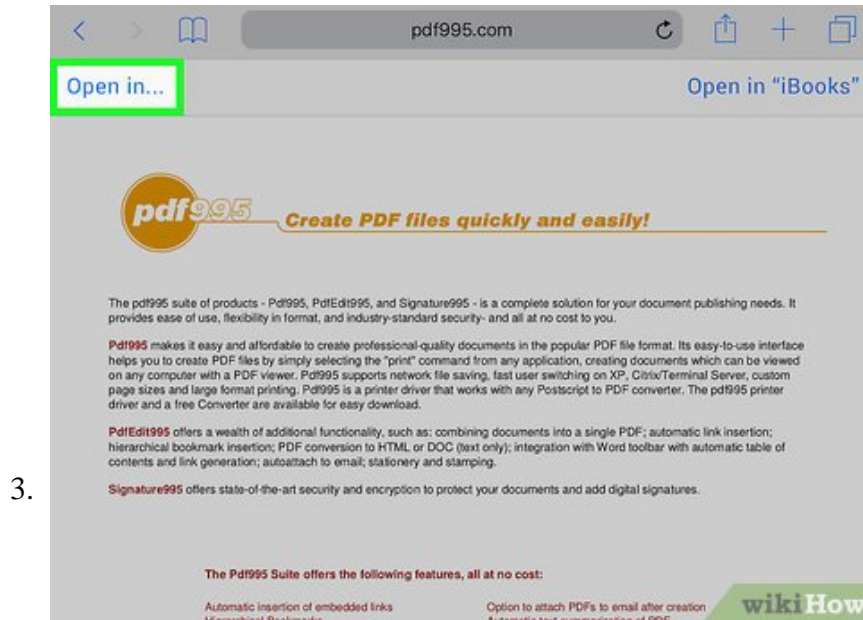 pdf995.com
Open in...
Open in “iBooks”
pdf995
Create PDF files quickly and easily!
The pdf995 suite of products - Pdf995, PdfEdit995, and Signature995 - is a complete solution for your document publishing needs. It
provides ease of use, flexibility in format, and industry-standard security- and all at no cost to you.
Pdf995 makes it easy and affordable to create professional-quality documents in the popular PDF file format. Its easy-to-use interface
helps you to create PDF files by simply selecting the "print" command from any application, creating documents which can be viewed
on any computer with a PDF viewer. Pdf995 supports network file saving, fast user switching on XP, Citrix/Terminal Server, custom
page sizes and large format printing. Pdf995 is a printer driver that works with any Postscript to PDF converter. The pdf995 printer
driver and a free Converter are available for easy download.
PdfEdit995 offers a wealth of additional functionality, such as: combining documents into a single PDF; automatic link insertion;
hierarchical bookmark insertion; PDF conversion to HTML or DOC (text only); integration with Word toolbar with automatic table of
contents and link generation; autoattach to email; stationery and stamping.
3.
Signature995 offers state-of-the-art security and encryption to protect your documents and add digital signatures.
The Pdf995 Suite offers the following features, all at no cost:
Automatic insertion of embedded links
Option to attach PDFs to email after creation
Hierarchical Bookmarks
Automatic text summarization of PDF
wikiHow